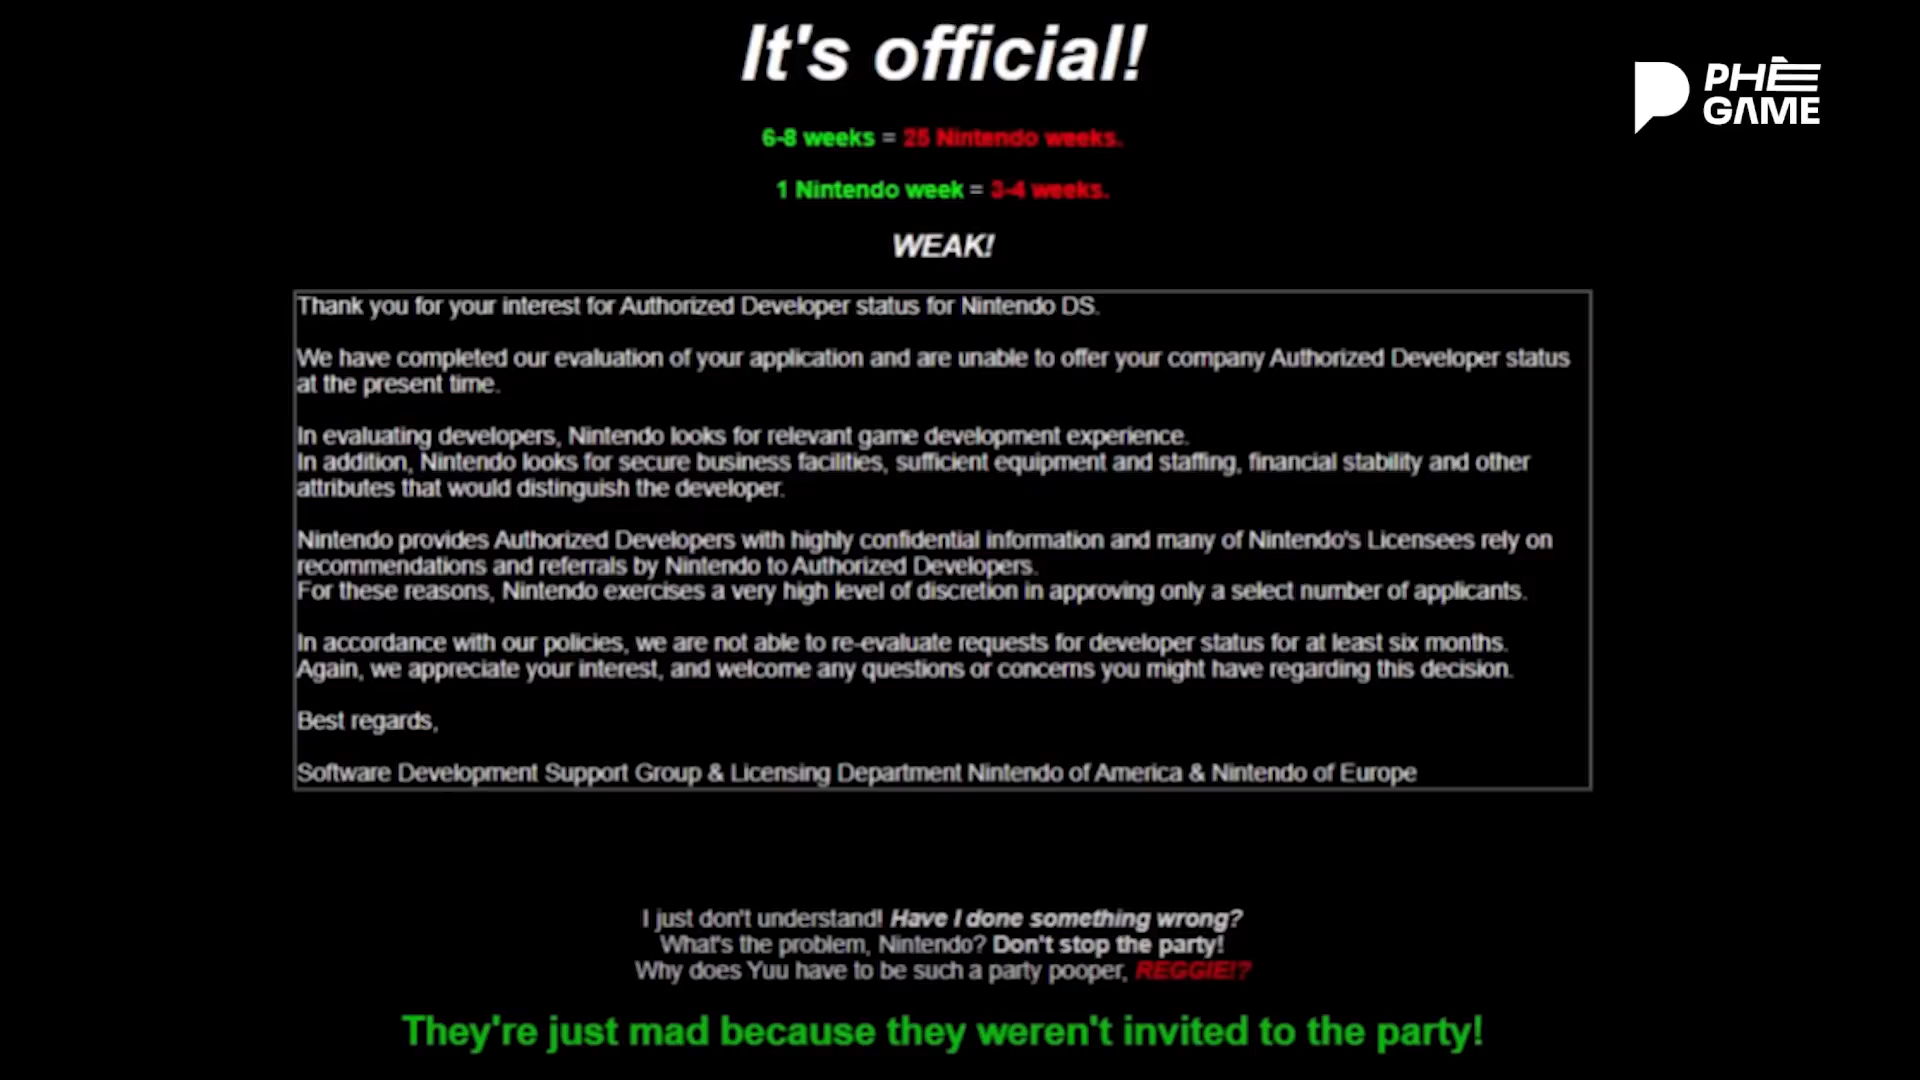 It's official!
PHÊ
GAME
6-8 weeks = 25 Nintendo weeks.
1 Nintendo week = 3-4 weeks.
WEAK!
Thank you for your interest for Authorized Developer status for Nintendo DS.
We have completed our evaluation of your application and are unable to offer your company Authorized Developer status
at the present time.
In evaluating developers, Nintendo looks for relevant game development experience.
In addition, Nintendo looks for secure business facilities, sufficient equipment and staffing, financial stability and other
attributes that would distinguish the developer.
Nintendo provides Authorized Developers with highly confidential information and many of Nintendo's Licensees rely on
recommendations and referrals by Nintendo to Authorized Developers.
For these reasons, Nintendo exercises a very high level of discretion in approving only a select number of applicants.
In accordance with our policies, we are not able to re-evaluate requests for developer status for at least six months.
Again, we appreciate your interest, and welcome any questions or concerns you might have regarding this decision.
Best regards,
Software Development Support Group & Licensing Department Nintendo of America & Nintendo of Europe
I just don't understand! Have I done something wrong?
What's the problem, Nintendo? Don't stop the party!
Why does Yuu have to be such a party pooper, REGGIE!?
They're just mad because they weren't invited to the party!